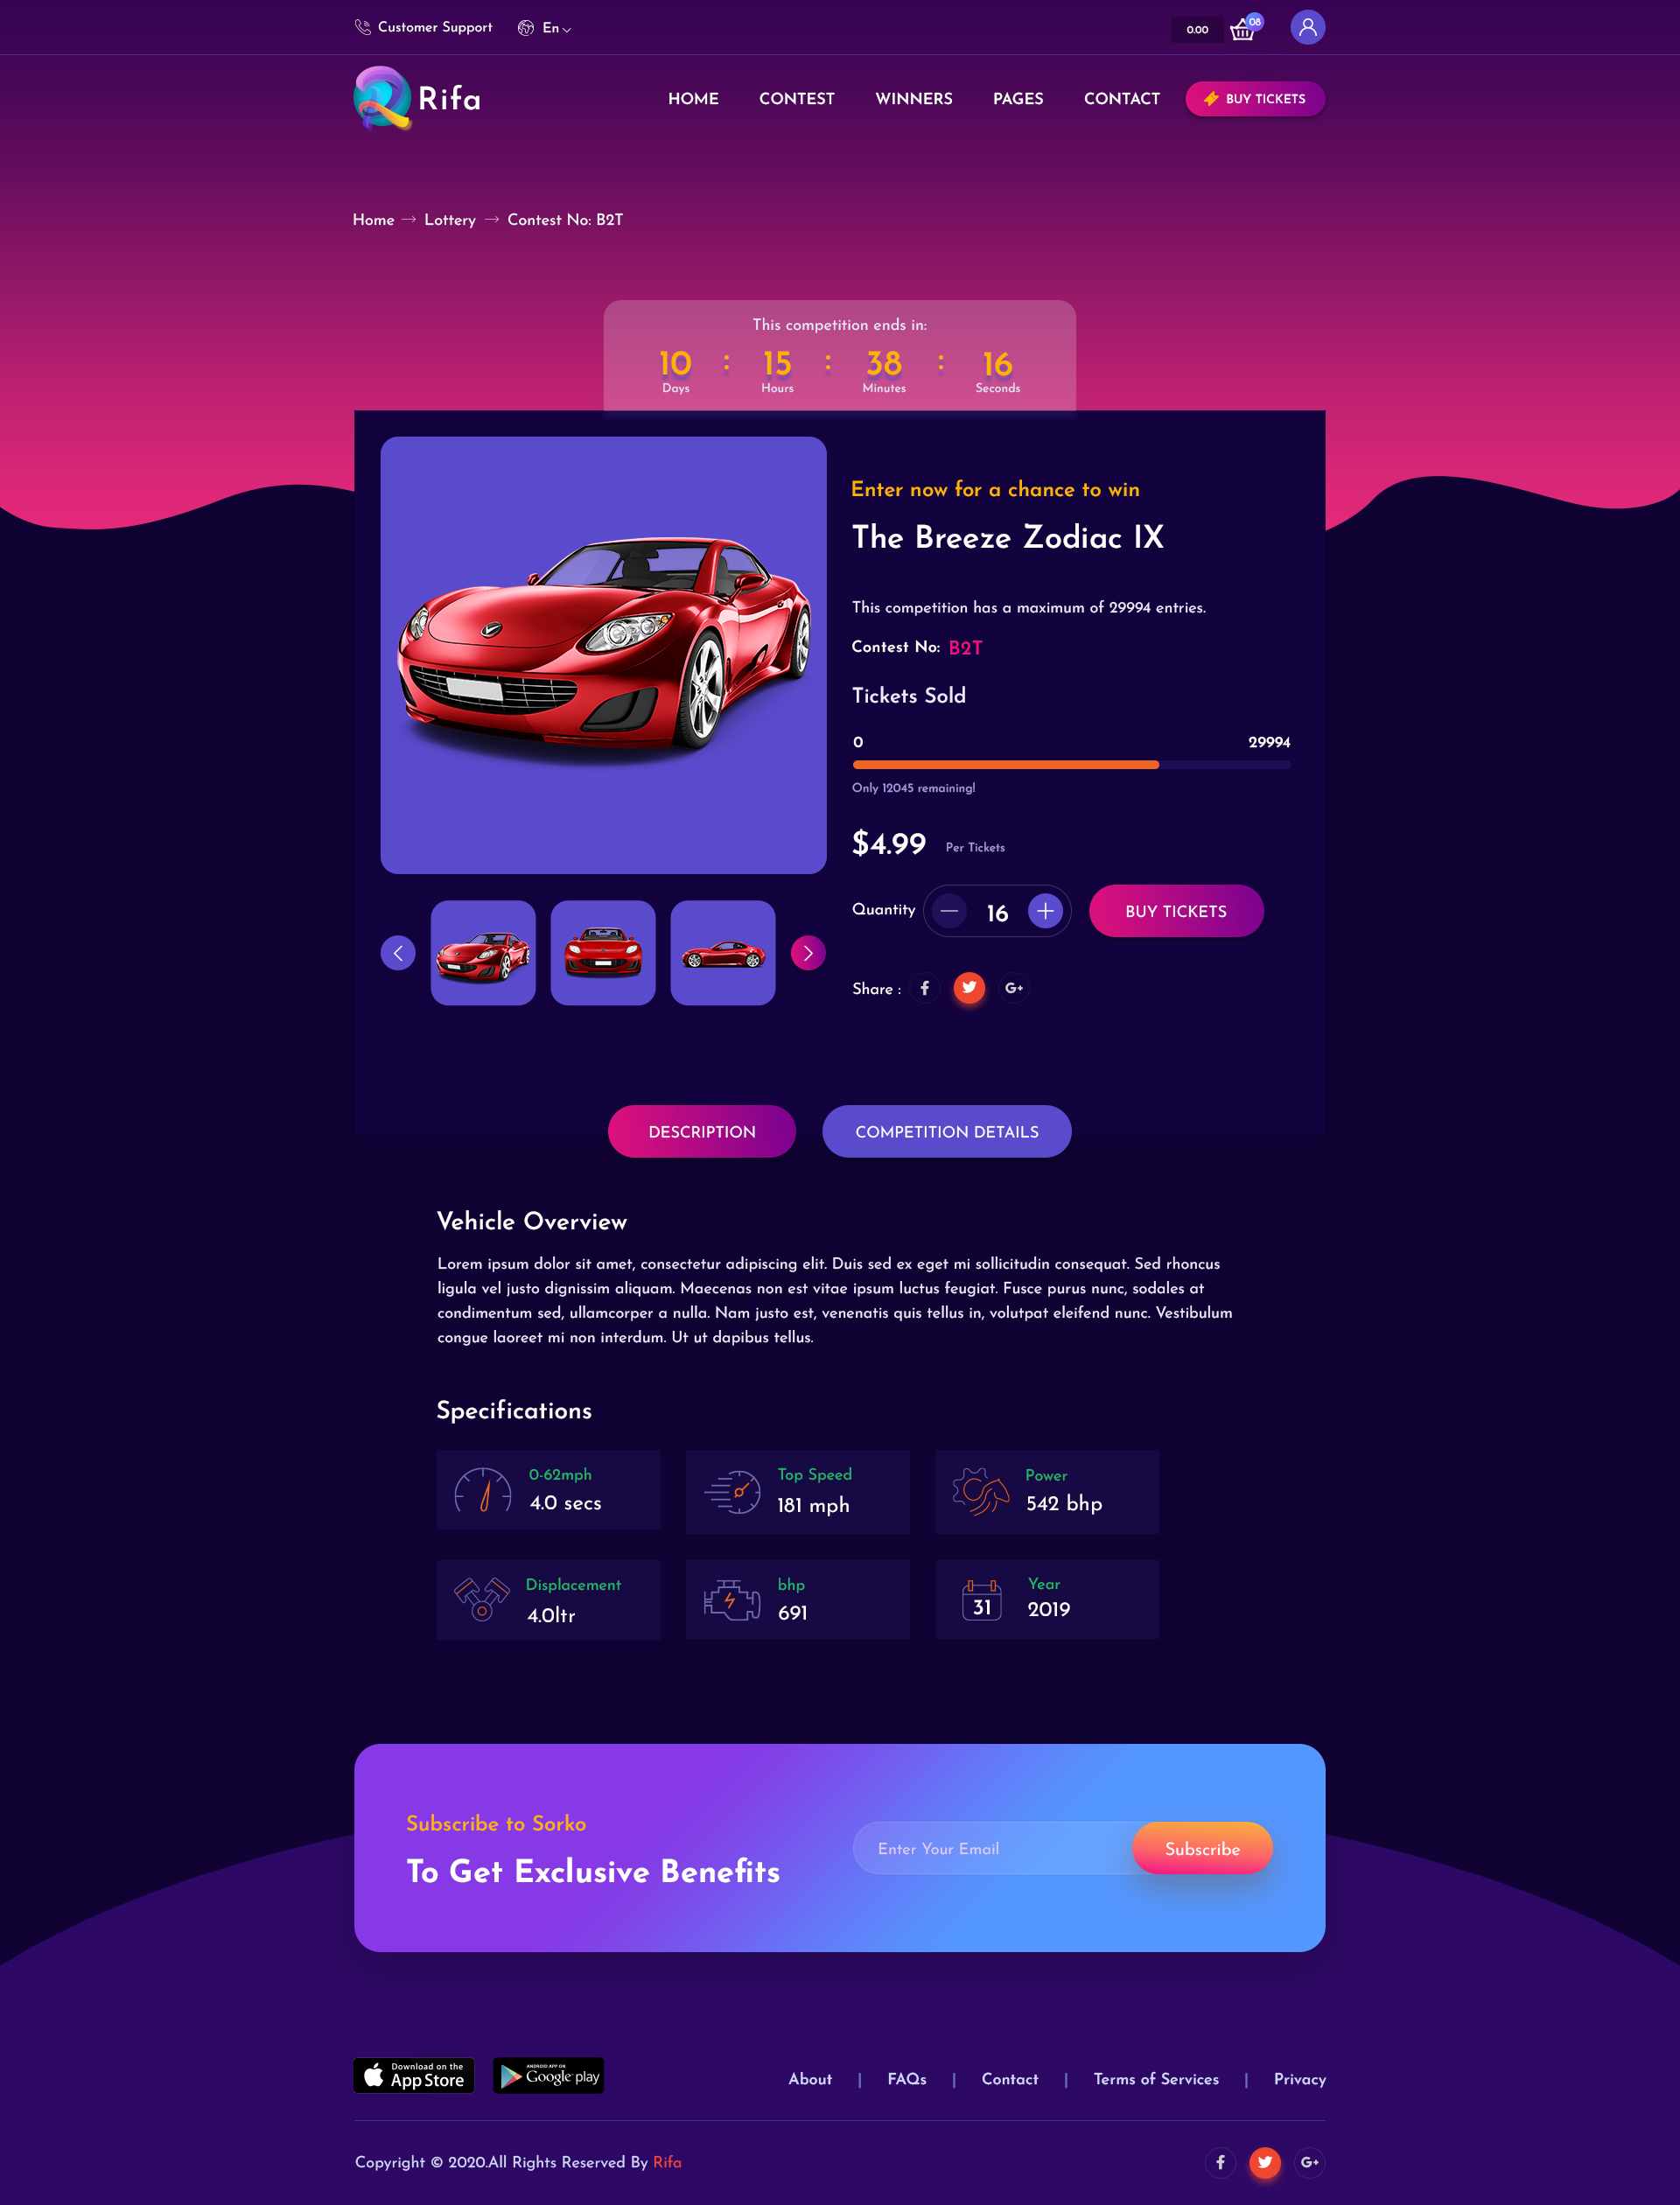 Customer Support
En
0.00
08
Rifa
HOME
CONTEST
WINNERS
PAGES
CONTACT
BUY TICKETS
Home
Lottery
Contest No: B2T
This competition ends in:
10 : 15 : 38 : 16
Days Hours Minutes Seconds
Enter now for a chance to win
The Breeze Zodiac IX
This competition has a maximum of 29994 entries.
Contest No: B2T
Tickets Sold
0 29994
Only 12045 remaining!
$4.99 Per Tickets
Quantity
16
BUY TICKETS
Share :
DESCRIPTION
COMPETITION DETAILS
Vehicle Overview
Lorem ipsum dolor sit amet, consectetur adipiscing elit. Duis sed ex eget mi sollicitudin consequat. Sed rhoncus
ligula vel justo dignissim aliquam. Maecenas non est vitae ipsum luctus feugiat. Fusce purus nunc, sodales at
condimentum sed, ullamcorper a nulla. Nam justo est, venenatis quis tellus in, volutpat eleifend nunc. Vestibulum
congue laoreet mi non interdum. Ut ut dapibus tellus.
Specifications
0-62mph
4.0 secs
Top Speed
181 mph
Power
542 bhp
Displacement
4.0ltr
bhp
691
31
Year
2019
Subscribe to Sorko
To Get Exclusive Benefits
Enter Your Email
Subscribe
Download on the
App Store
ANDROID APP ON
Google play
About | FAQs | Contact | Terms of Services | Privacy
Copyright © 2020.All Rights Reserved By Rifa
G+